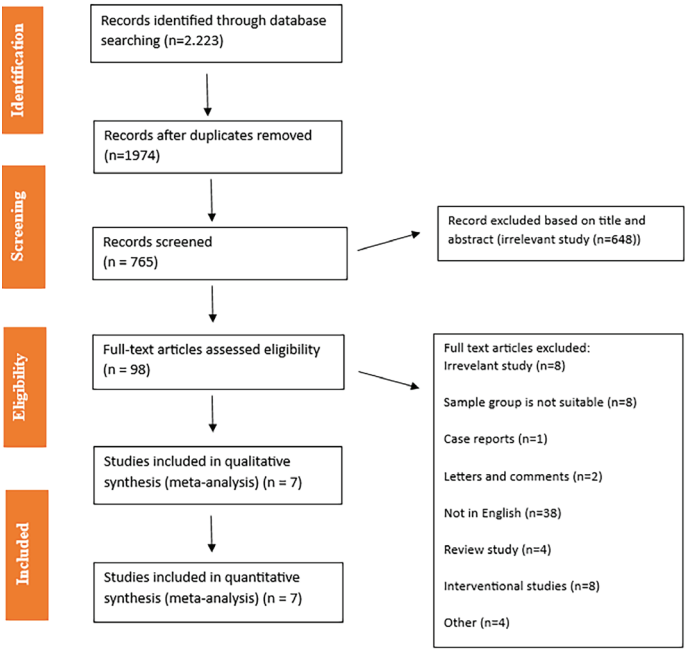 Identification
Records identified through database
searching (n=2.223)
Records after duplicates removed
(n=1974)
Screening
Records screened
(n = 765)
Record excluded based on title and
abstract (irrelevant study (n=648))
Eligibility
Full-text articles assessed eligibility
(n = 98)
Full text articles excluded:
Irrevelant study (n=8)
Sample group is not suitable (n=8)
Case reports (n=1)
Letters and comments (n=2)
Not in English (n=38)
Review study (n=4)
Interventional studies (n=8)
Other (n=4)
Studies included in qualitative
synthesis (meta-analysis) (n = 7)
Included
Studies included in quantitative
synthesis (meta-analysis) (n = 7)